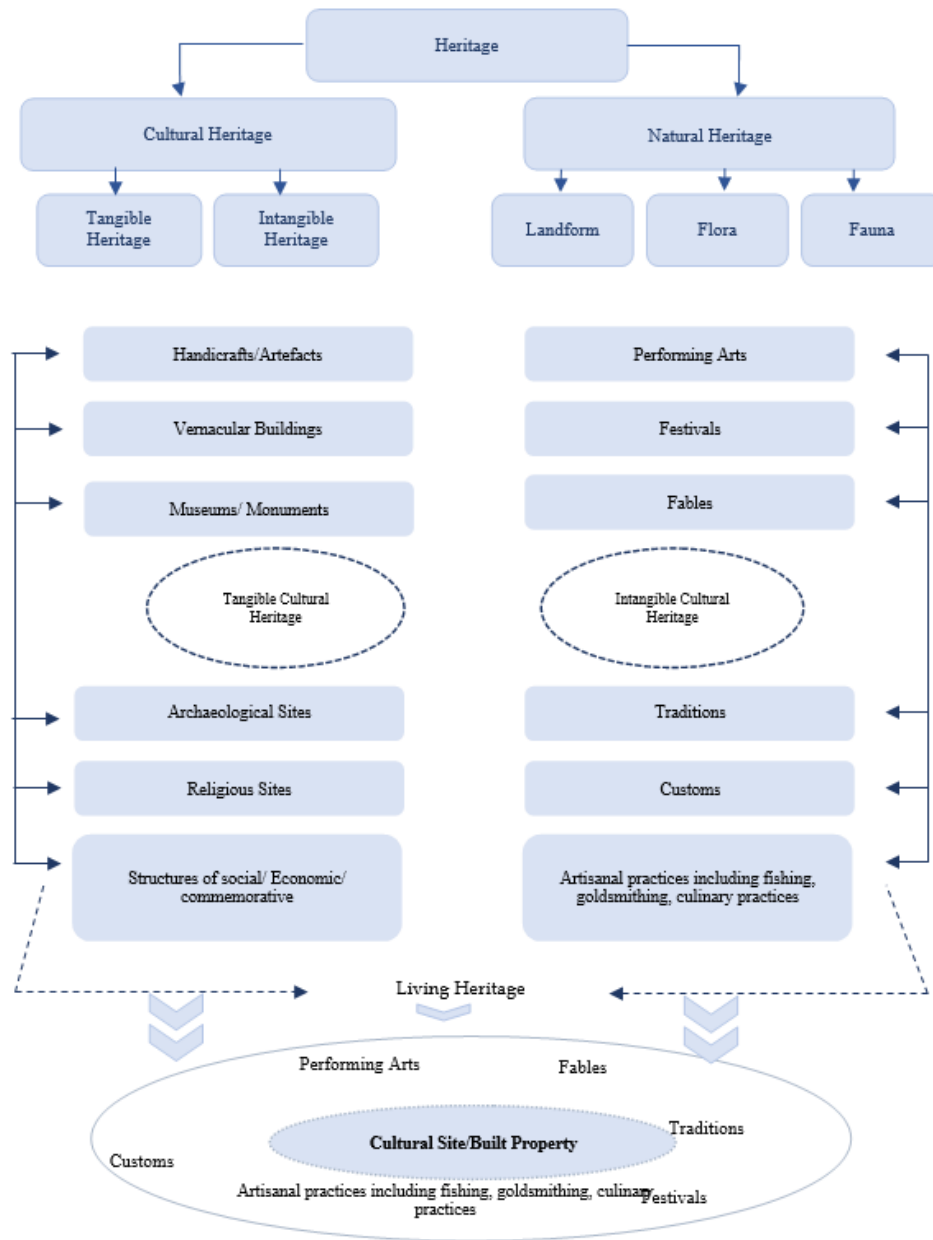 Heritage
Cultural Heritage
Natural Heritage
Tangible
Heritage
Intangible
Heritage
Landform
Flora
Fauna
Handicrafts/Artefacts
Performing Arts
Vernacular Buildings
Festivals
Museums/ Monuments
Fables
Tangible Cultural
Heritage
Intangible Cultural
Heritage
Archaeological Sites
Traditions
Religious Sites
Customs
Structures of social/ Economic/
commemorative
Artisanal practices including fishing,
goldsmithing, culinary practices
Living Heritage
Performing Arts
Fables
Traditions
Cultural Site/Built Property
Customs
Artisanal practices including fishing, goldsmithing, culinary
practices
Festivals